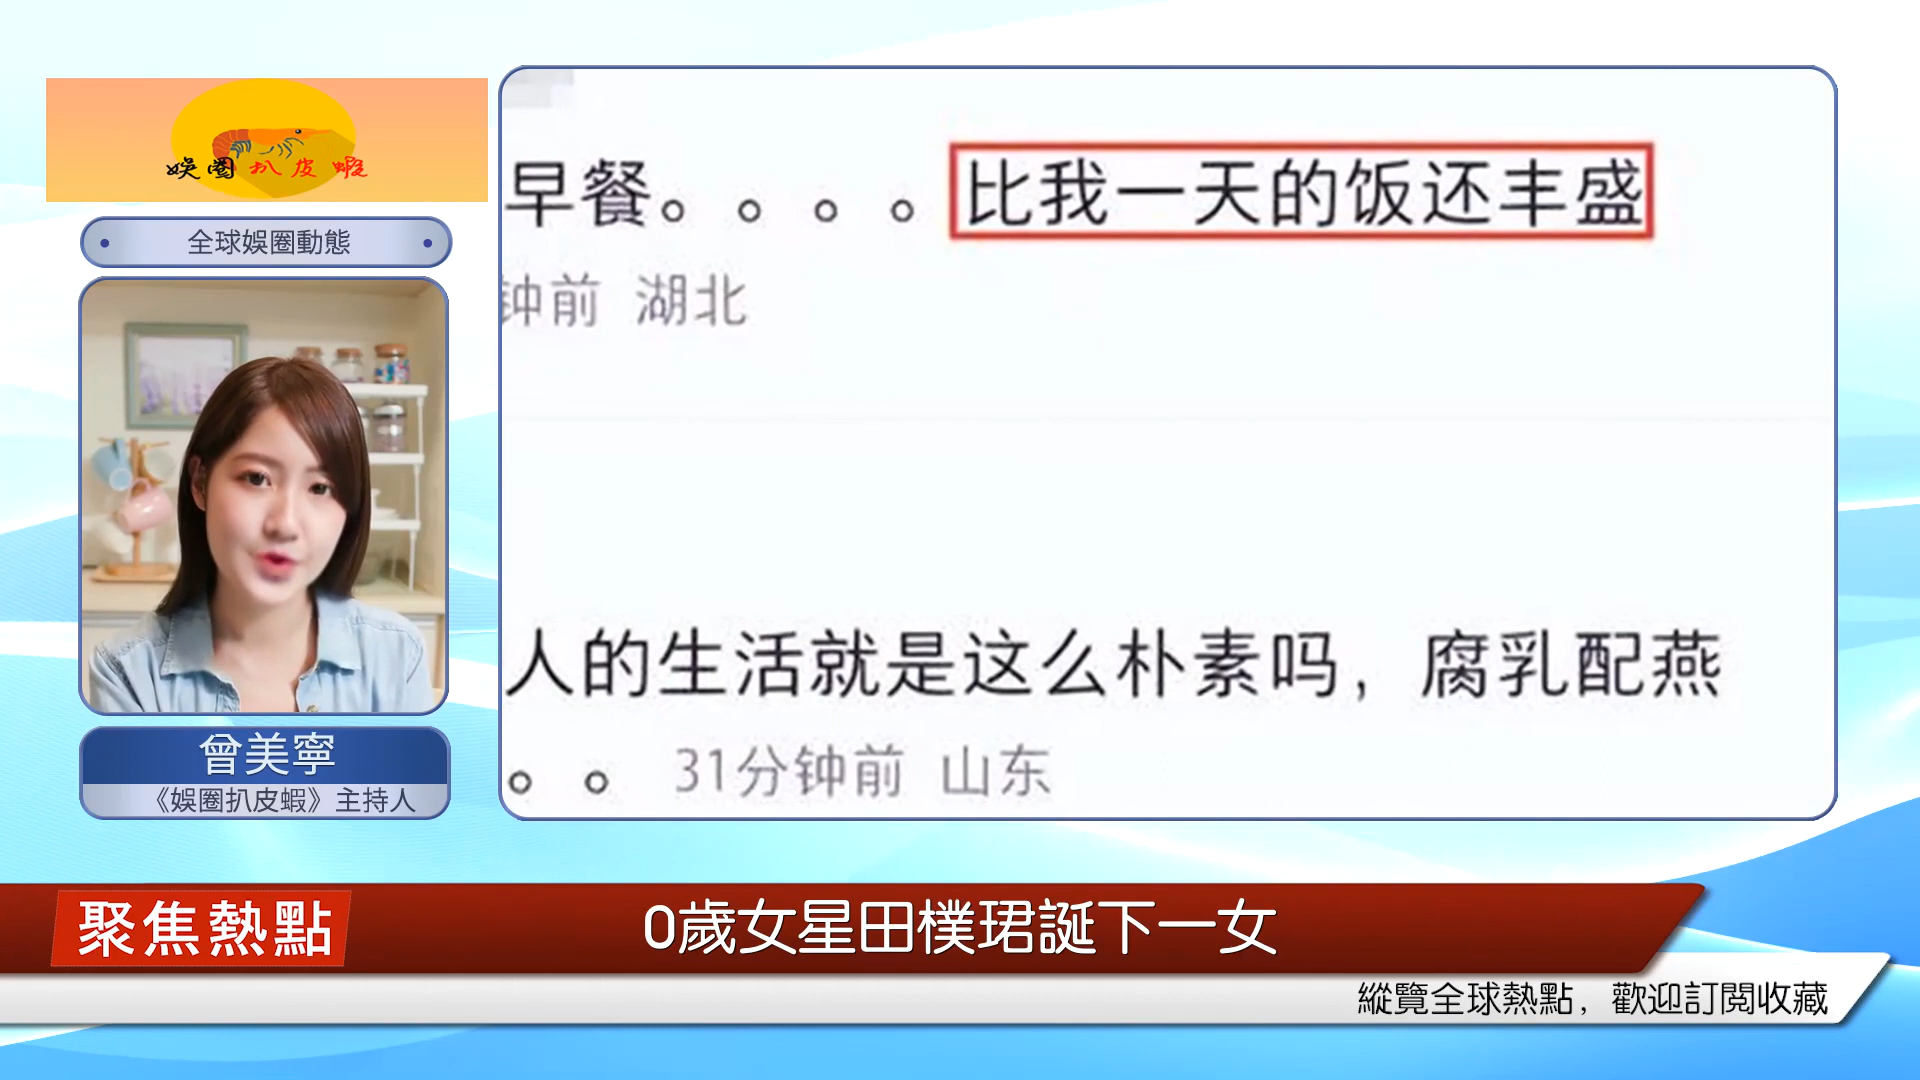 娛圈扒皮蝦
全球娛圈動態
曾美寧
《娛圈扒皮蝦》主持人
早餐。。。。比我一天的饭还丰盛
钟前 湖北
人的生活就是这么朴素吗，腐乳配燕
。。 31分钟前 山东
聚焦熱點
0歲女星田樸珺誕下一女
縱覽全球熱點，歡迎訂閱收藏